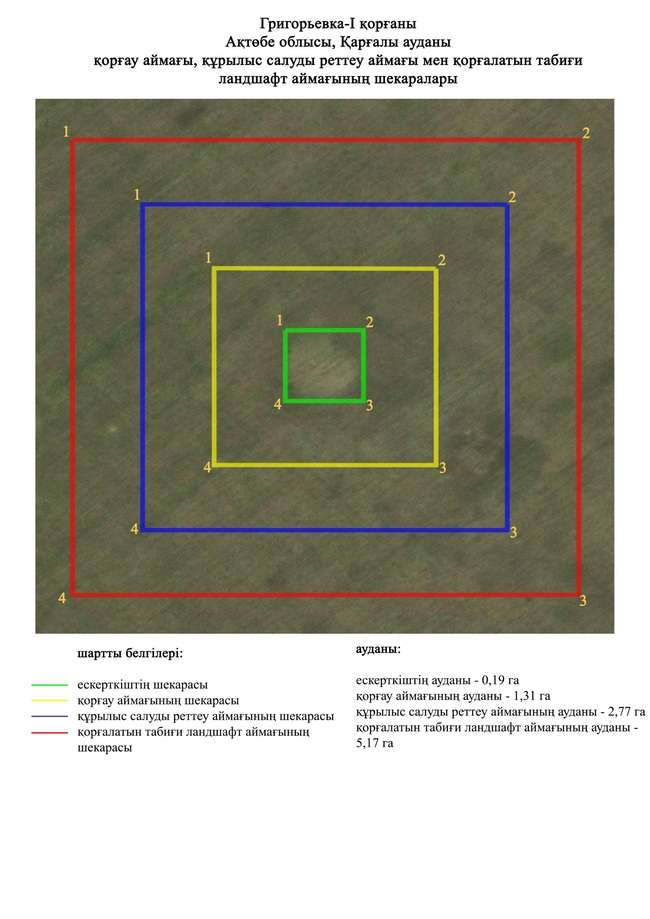 Григорьевка-I қорғаны
Ақтөбе облысы, Қарғалы ауданы
қорғау аймағы, құрылыс салуды реттеу аймағы мен қорғалатын табиғи
ландшафт аймағының шекаралары
1
2
1
2
1
2
1
2
4
3
4
3
4
3
4
3
шартты белгілері:
ескерткіштің шекарасы
қорғау аймағының шекарасы
құрылыс салуды реттеу аймағының шекарасы
қорғалатын табиғи ландшафт аймағының
шекарасы
ауданы:
ескерткіштің ауданы - 0,19 га
қорғау аймағының ауданы - 1,31 га
құрылыс салуды реттеу аймағының ауданы - 2,77 га
қорғалатын табиғи ландшафт аймағының ауданы -
5,17 га